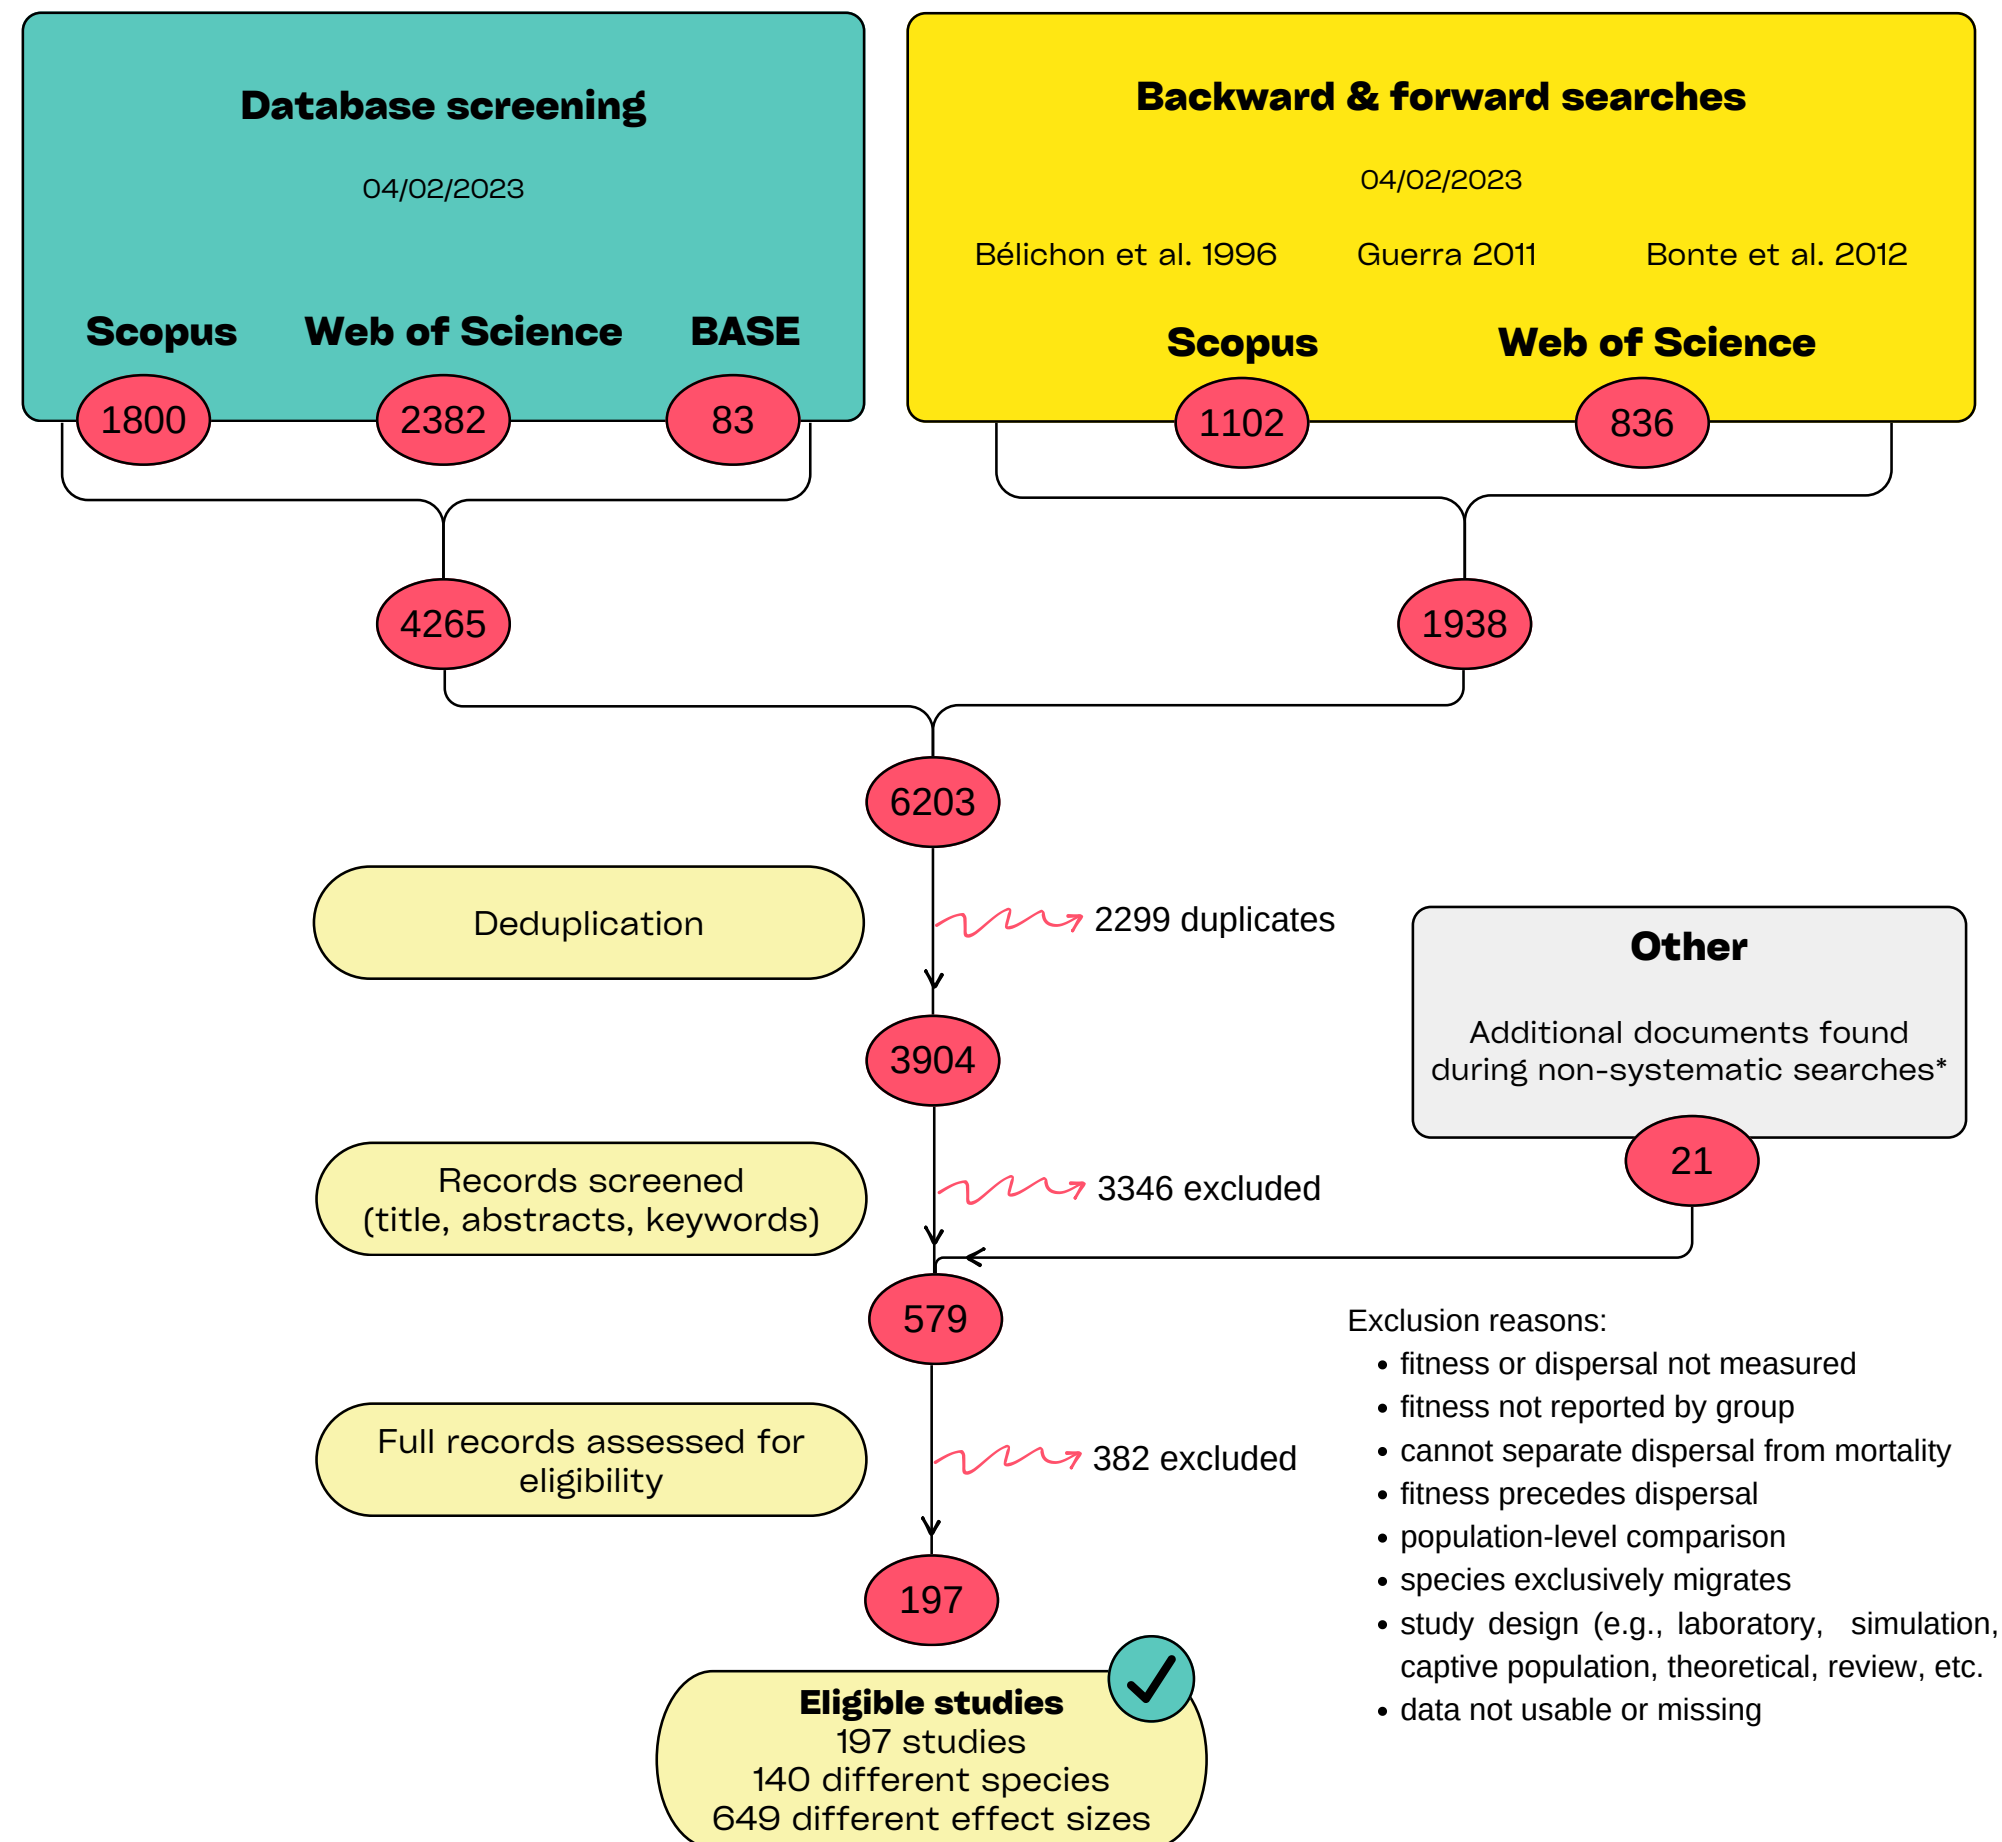 Database screening
04/02/2023
Scopus Web of Science BASE
1800 2382 83
Backward & forward searches
04/02/2023
Bélichon et al. 1996 Guerra 2011 Bonte et al. 2012
Scopus Web of Science
1102 836
4265
1938
6203
Deduplication
2299 duplicates
3904
Other
Additional documents found
during non-systematic searches*
21
Records screened
(title, abstracts, keywords)
3346 excluded
579
Full records assessed for
eligibility
382 excluded
Exclusion reasons:
• fitness or dispersal not measured
• fitness not reported by group
• cannot separate dispersal from mortality
• fitness precedes dispersal
• population-level comparison
• species exclusively migrates
• study design (e.g., laboratory, simulation,
captive population, theoretical, review, etc.
• data not usable or missing
197
Eligible studies
197 studies
140 different species
649 different effect sizes